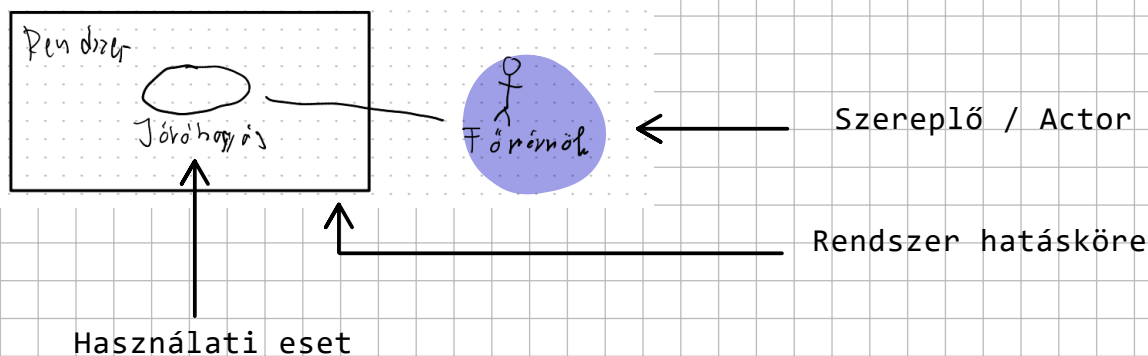 Rendszer
Jóváhagyás
Főmérnök
Szereplő / Actor
Rendszer hatásköre
Használati eset